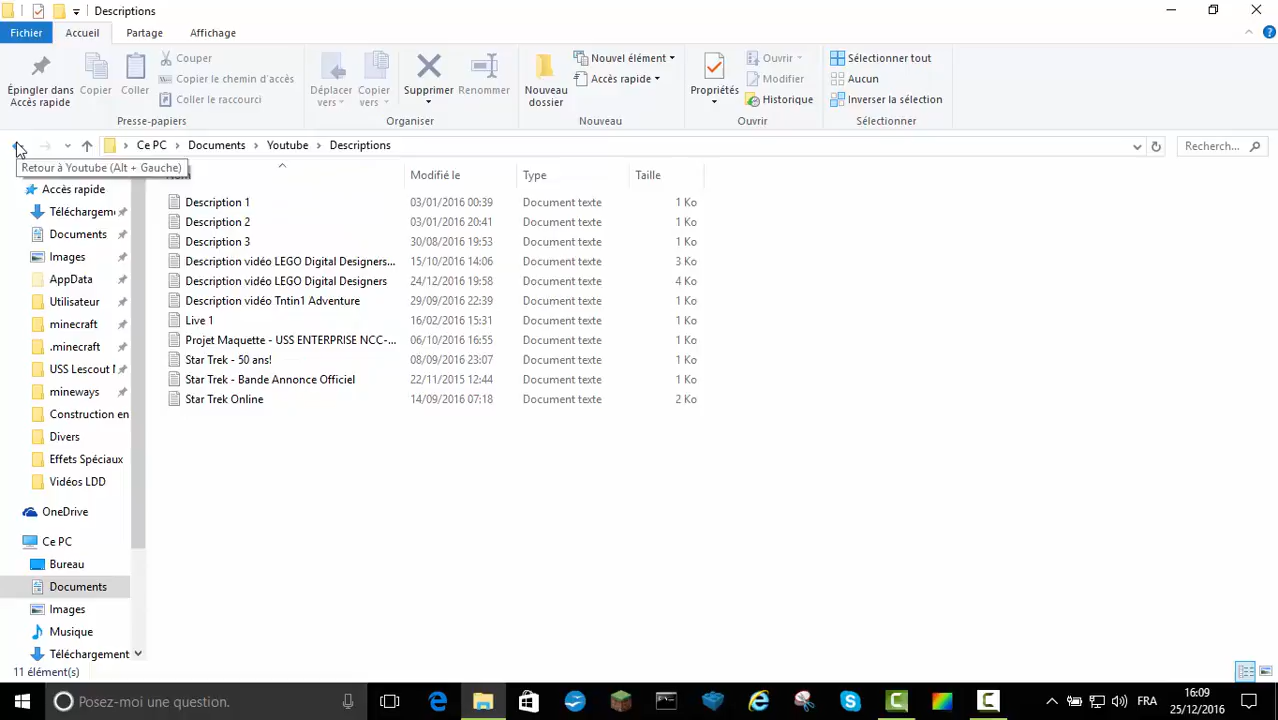 Descriptions
Fichier Accueil Partage Affichage
Épingler dans Accès rapide
Copier
Coller
Couper
Copier le chemin d'accès
Coller le raccourci
Presse-papiers
Déplacer vers
Copier vers
Supprimer
Renommer
Organiser
Nouveau dossier
Nouvel élément
Accès rapide
Nouveau
Propriétés
Ouvrir
Modifier
Historique
Ouvrir
Sélectionner tout
Aucun
Inverser la sélection
Sélectionner
Ce PC > Documents > Youtube > Descriptions
Recherch...
Retour à Youtube (Alt + Gauche)
Modifié le Type Taille
Accès rapide
Téléchargem
Documents
Images
AppData
Utilisateur
minecraft
.minecraft
USS Lescout
mineways
Construction en
Divers
Effets Spéciaux
Vidéos LDD
OneDrive
Ce PC
Bureau
Documents
Images
Musique
Téléchargement
Description 1 03/01/2016 00:39 Document texte 1 Ko
Description 2 03/01/2016 20:41 Document texte 1 Ko
Description 3 30/08/2016 19:53 Document texte 1 Ko
Description vidéo LEGO Digital Designers... 15/10/2016 14:06 Document texte 3 Ko
Description vidéo LEGO Digital Designers 24/12/2016 19:58 Document texte 4 Ko
Description vidéo Tntin1 Adventure 29/09/2016 22:39 Document texte 1 Ko
Live 1 16/02/2016 15:31 Document texte 1 Ko
Projet Maquette - USS ENTERPRISE NCC-... 06/10/2016 16:55 Document texte 1 Ko
Star Trek - 50 ans! 08/09/2016 23:07 Document texte 1 Ko
Star Trek - Bande Annonce Officiel 22/11/2015 12:44 Document texte 1 Ko
Star Trek Online 14/09/2016 07:18 Document texte 2 Ko
11 élément(s)
Posez-moi une question.
FRA
16:09
25/12/2016